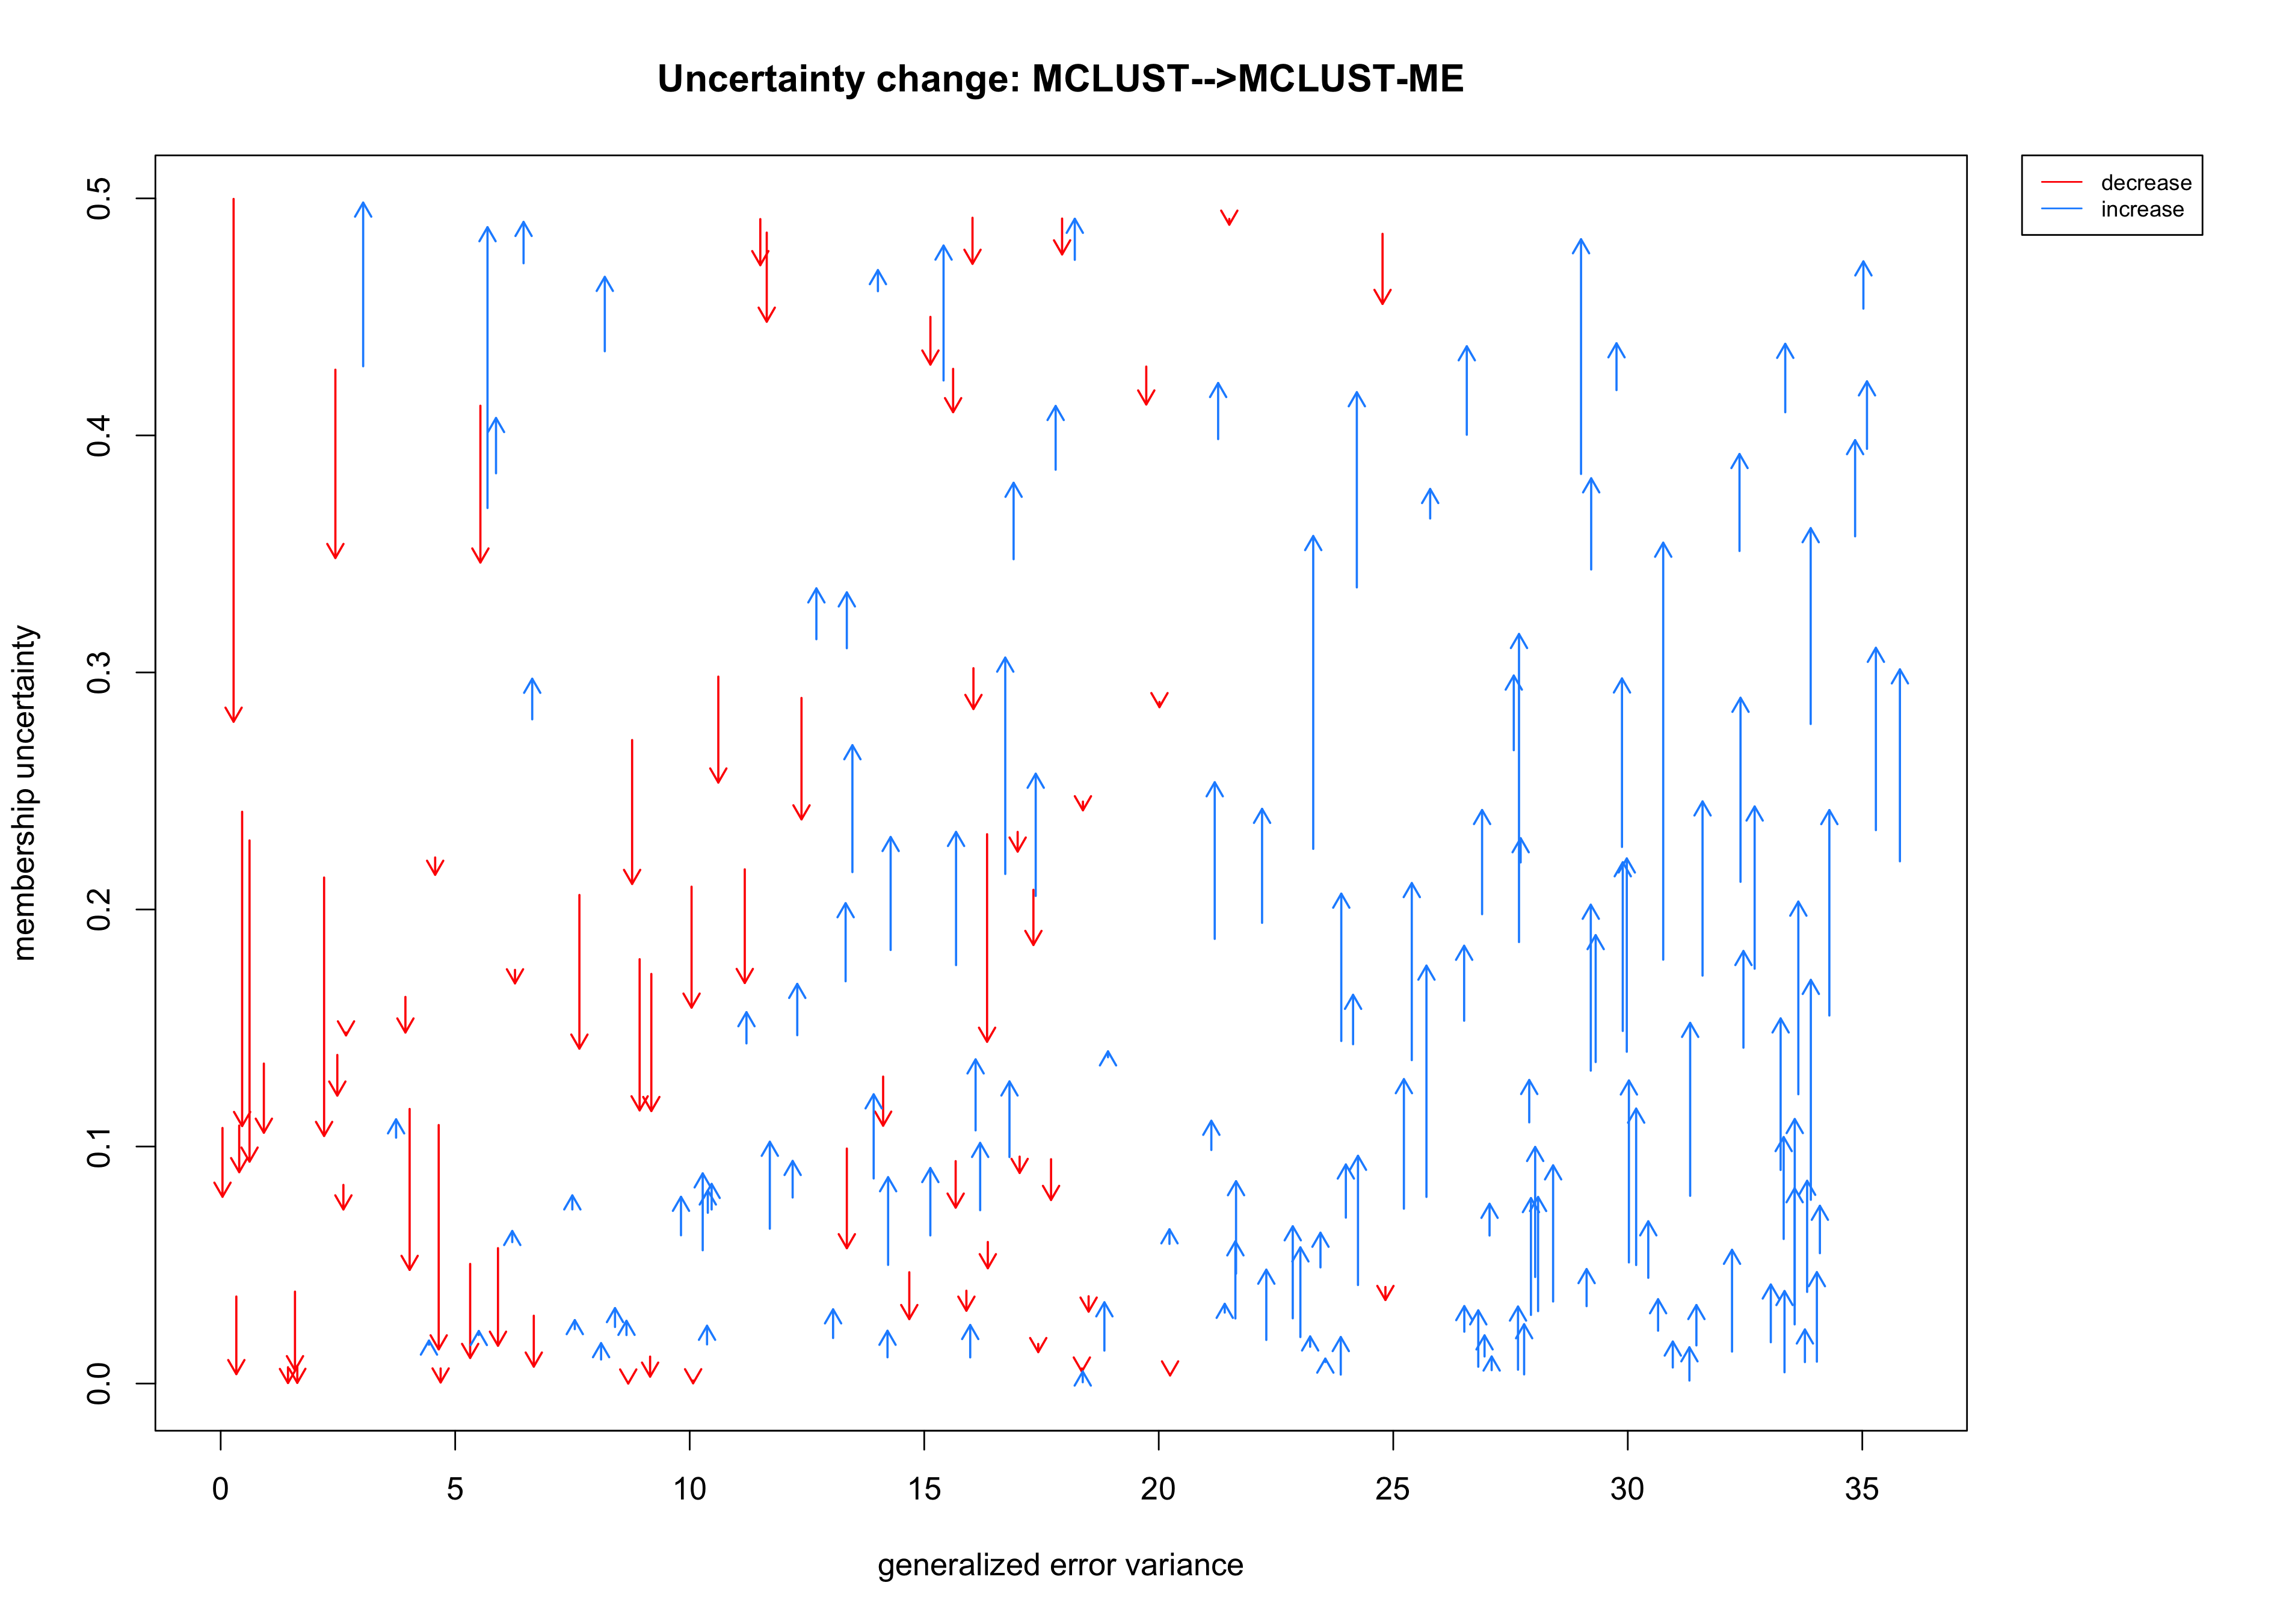 Uncertainty change: MCLUST-->MCLUST-ME
decrease
increase
membership uncertainty
0.5
0.4
0.3
0.2
0.1
0.0
0 5 10 15 20 25 30 35
generalized error variance